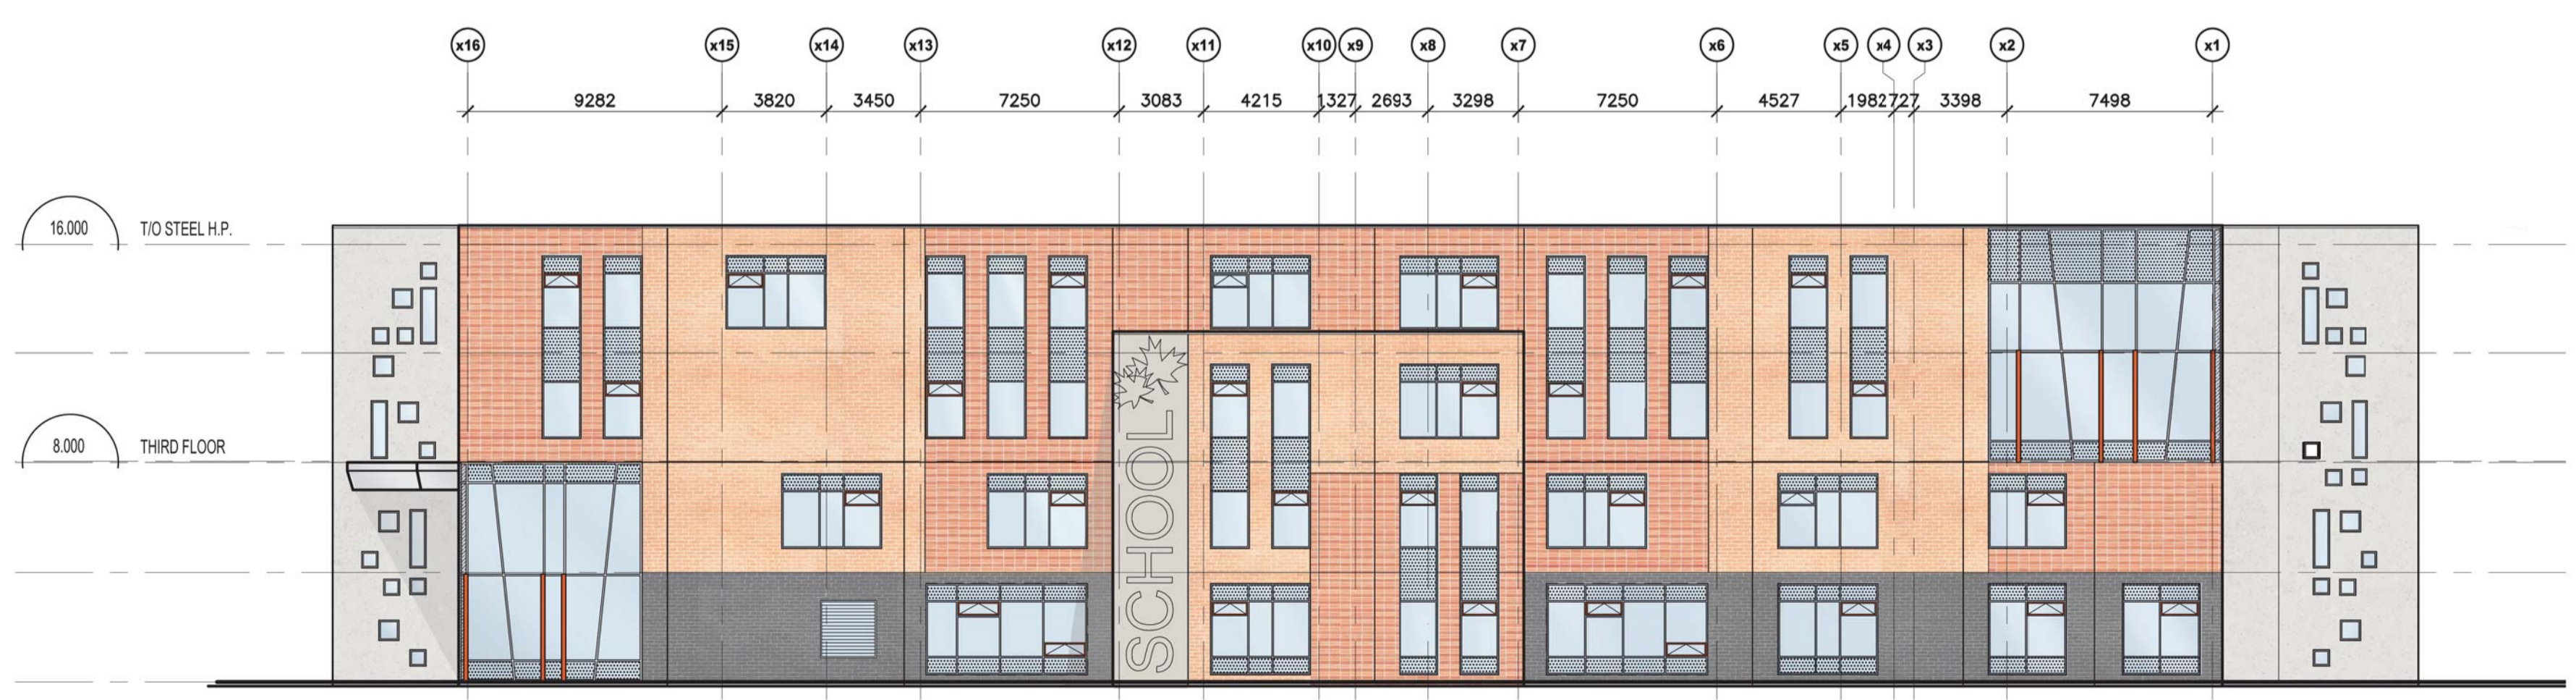 x16 x15 x14 x13 x12 x11 x10 x9 x8 x7 x6 x5 x4 x3 x2 x1
9282 3820 3450 7250 3083 4215 1327 2693 3298 7250 4527 1982 727 3398 7498
16.000 T/O STEEL H.P.
8.000 THIRD FLOOR
SCHOOL